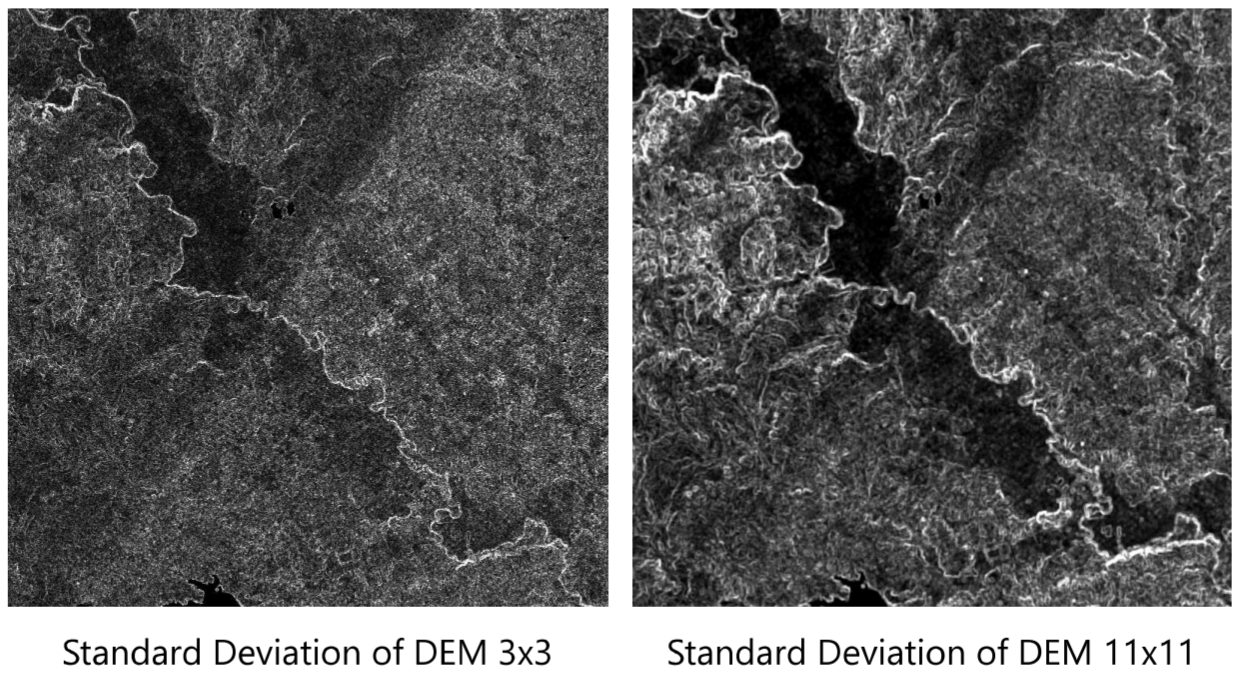 Standard Deviation of DEM 3x3
Standard Deviation of DEM 11x11